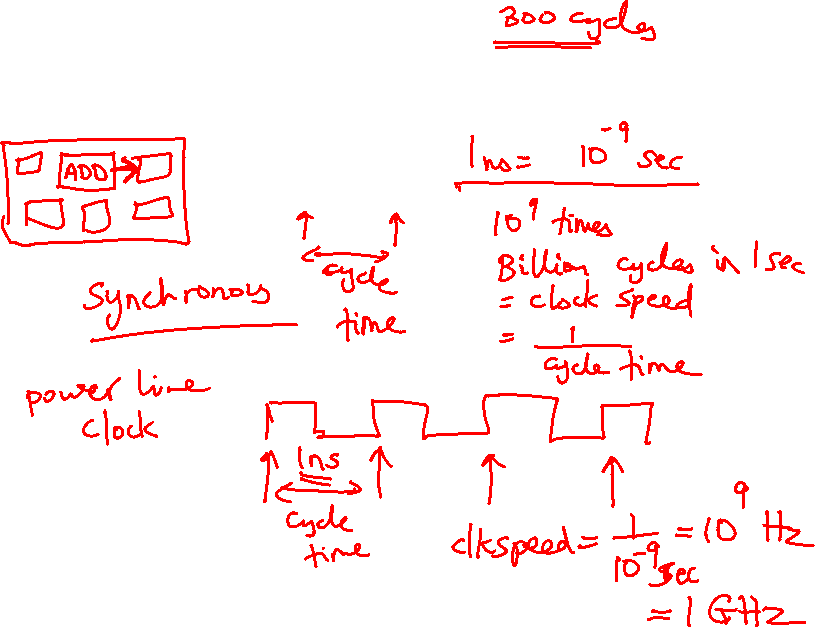 300 cycles
ADD
1 ns = 10^-9 sec
10^9 times
Billion cycles in 1 sec
= clock speed
= 1
cycle time
cycle
time
Synchronous
power line
clock
1ns
cycle
time
clkspeed = 1/10^-9 sec = 10^9 Hz
= 1 GHz